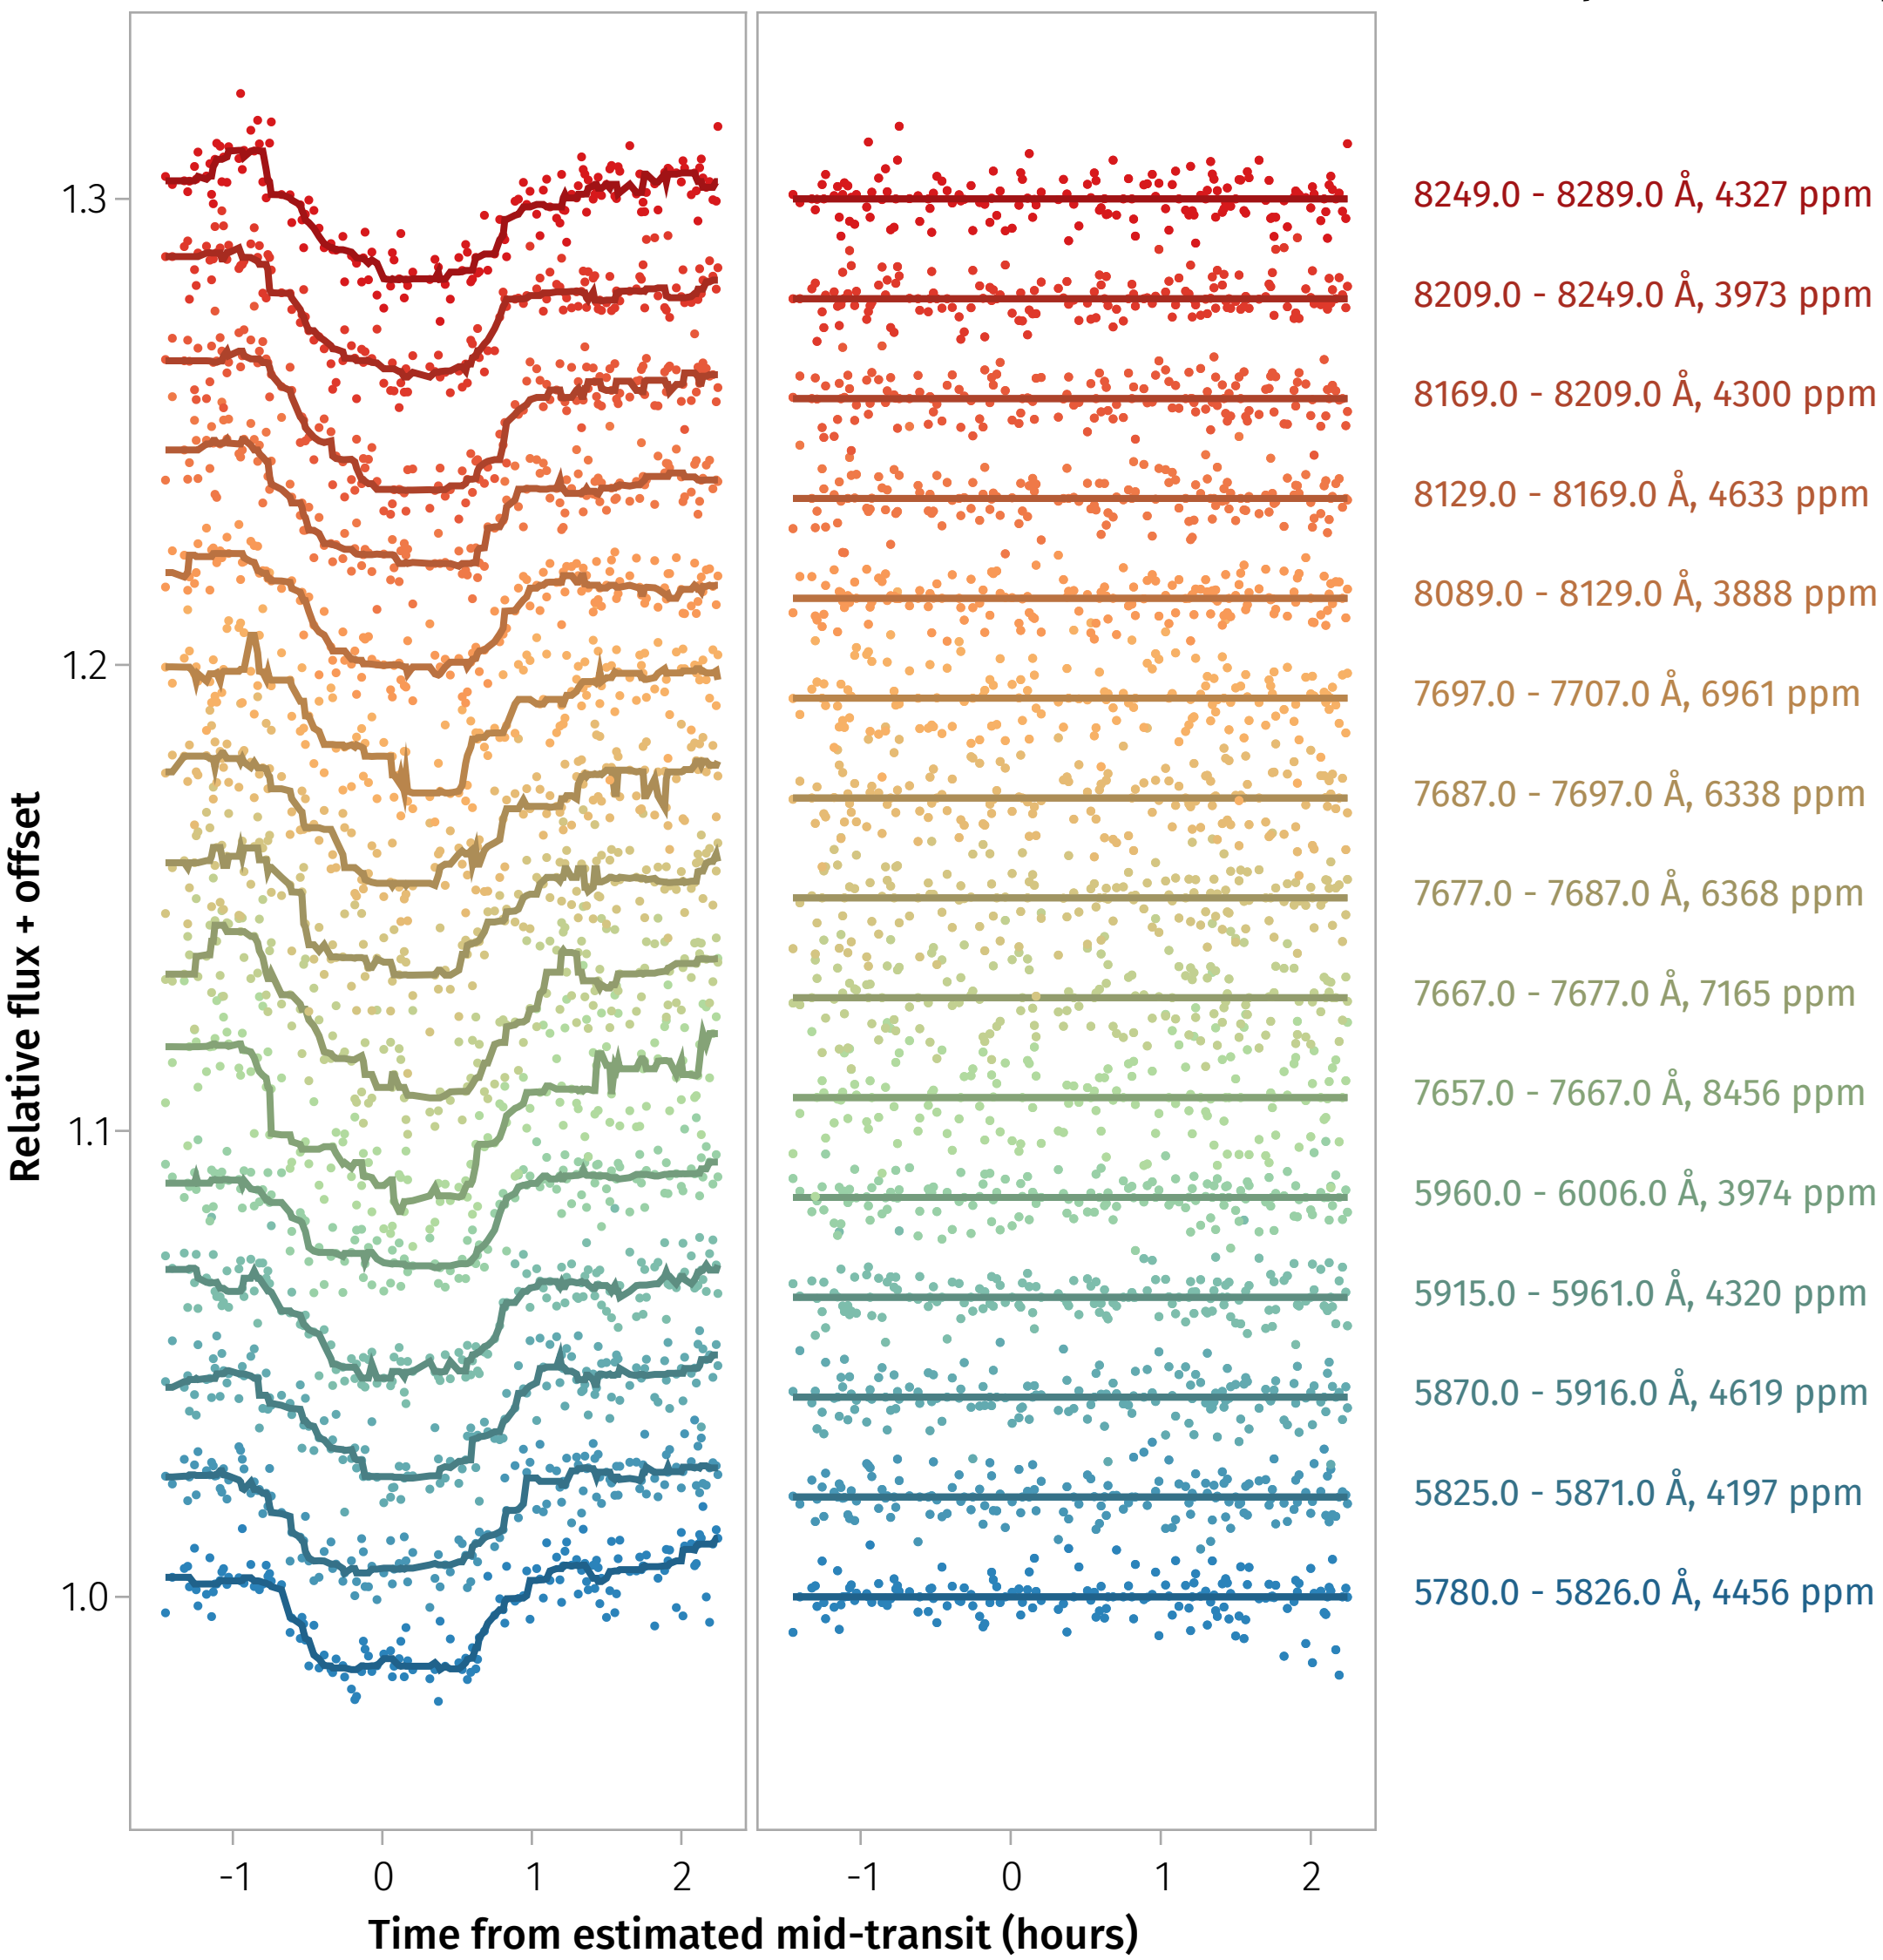 1.3
1.2
1.1
1.0
Relative flux + offset
-1 0 1 2
-1 0 1 2
Time from estimated mid-transit (hours)
8249.0 - 8289.0 Å, 4327 ppm
8209.0 - 8249.0 Å, 3973 ppm
8169.0 - 8209.0 Å, 4300 ppm
8129.0 - 8169.0 Å, 4633 ppm
8089.0 - 8129.0 Å, 3888 ppm
7697.0 - 7707.0 Å, 6961 ppm
7687.0 - 7697.0 Å, 6338 ppm
7677.0 - 7687.0 Å, 6368 ppm
7667.0 - 7677.0 Å, 7165 ppm
7657.0 - 7667.0 Å, 8456 ppm
5960.0 - 6006.0 Å, 3974 ppm
5915.0 - 5961.0 Å, 4320 ppm
5870.0 - 5916.0 Å, 4619 ppm
5825.0 - 5871.0 Å, 4197 ppm
5780.0 - 5826.0 Å, 4456 ppm